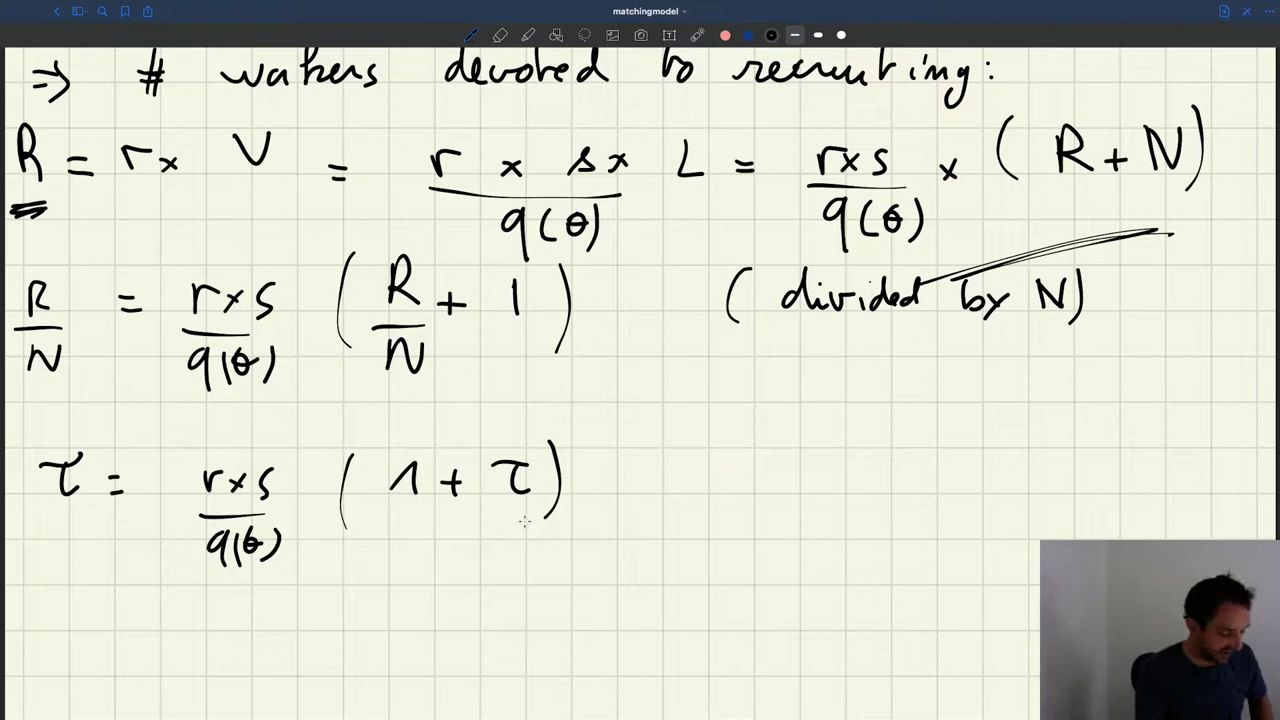 matchingmodel
⇒ # workers devoted to recruiting:
R = r x V = r x s x L / q(θ) = r x s / q(θ) x (R + N)
R/N = r x s / q(θ) (R/N + 1) (divided by N)
τ = r x s / q(θ) (1 + τ)